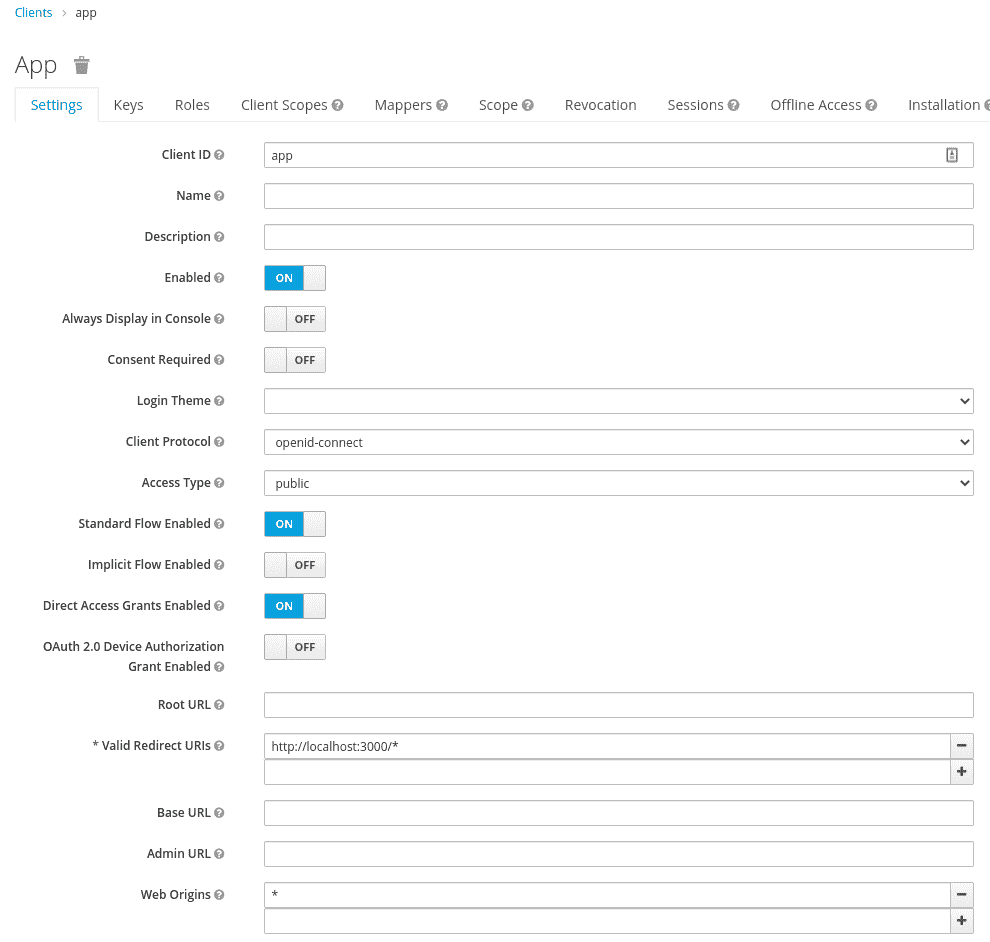 Clients > app
App
Settings Keys Roles Client Scopes Mappers Scope Revocation Sessions Offline Access Installation
Client ID app
Name
Description
Enabled ON
Always Display in Console OFF
Consent Required OFF
Login Theme
Client Protocol openid-connect
Access Type public
Standard Flow Enabled ON
Implicit Flow Enabled OFF
Direct Access Grants Enabled ON
OAuth 2.0 Device Authorization OFF
Grant Enabled
Root URL
* Valid Redirect URIs http://localhost:3000/*
Base URL
Admin URL
Web Origins *